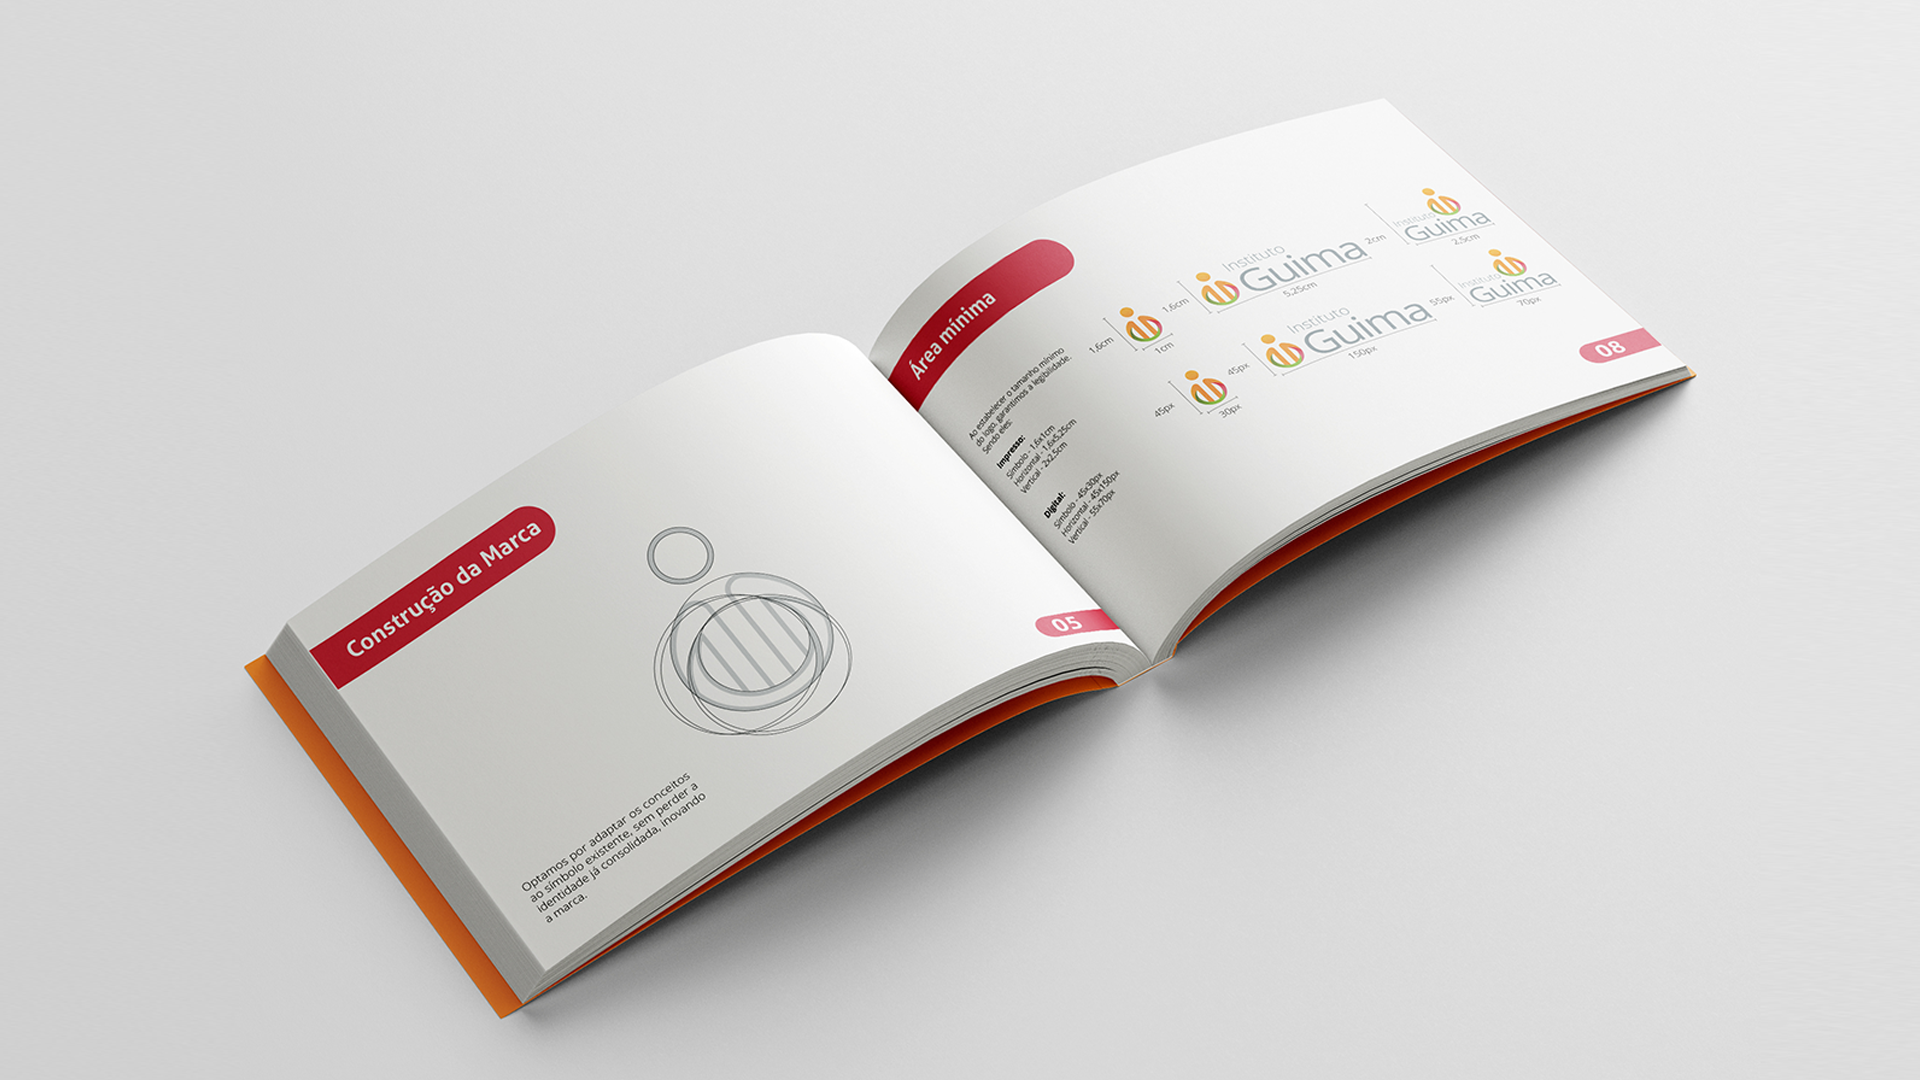 Construção da Marca
Optamos por adaptar os conceitos
ao símbolo existente, sem perder a
identidade já consolidada, inovando
a marca.
05
Área mínima
Ao estabelecer o tamanho mínimo
do logo, garantimos a legibilidade.
Sendo eles:
Impresso:
Símbolo - 1,6x1cm
Horizontal - 1,6x5,25cm
Vertical - 2x2,5cm
Digital:
Símbolo - 45x30px
Horizontal - 45x150px
Vertical - 55x70px
1,6cm
1cm
1,6cm
Instituto
Guima
5,25cm
2cm
Instituto
Guima
2,5cm
45px
30px
45px
Instituto
Guima
150px
55px
Instituto
Guima
70px
08